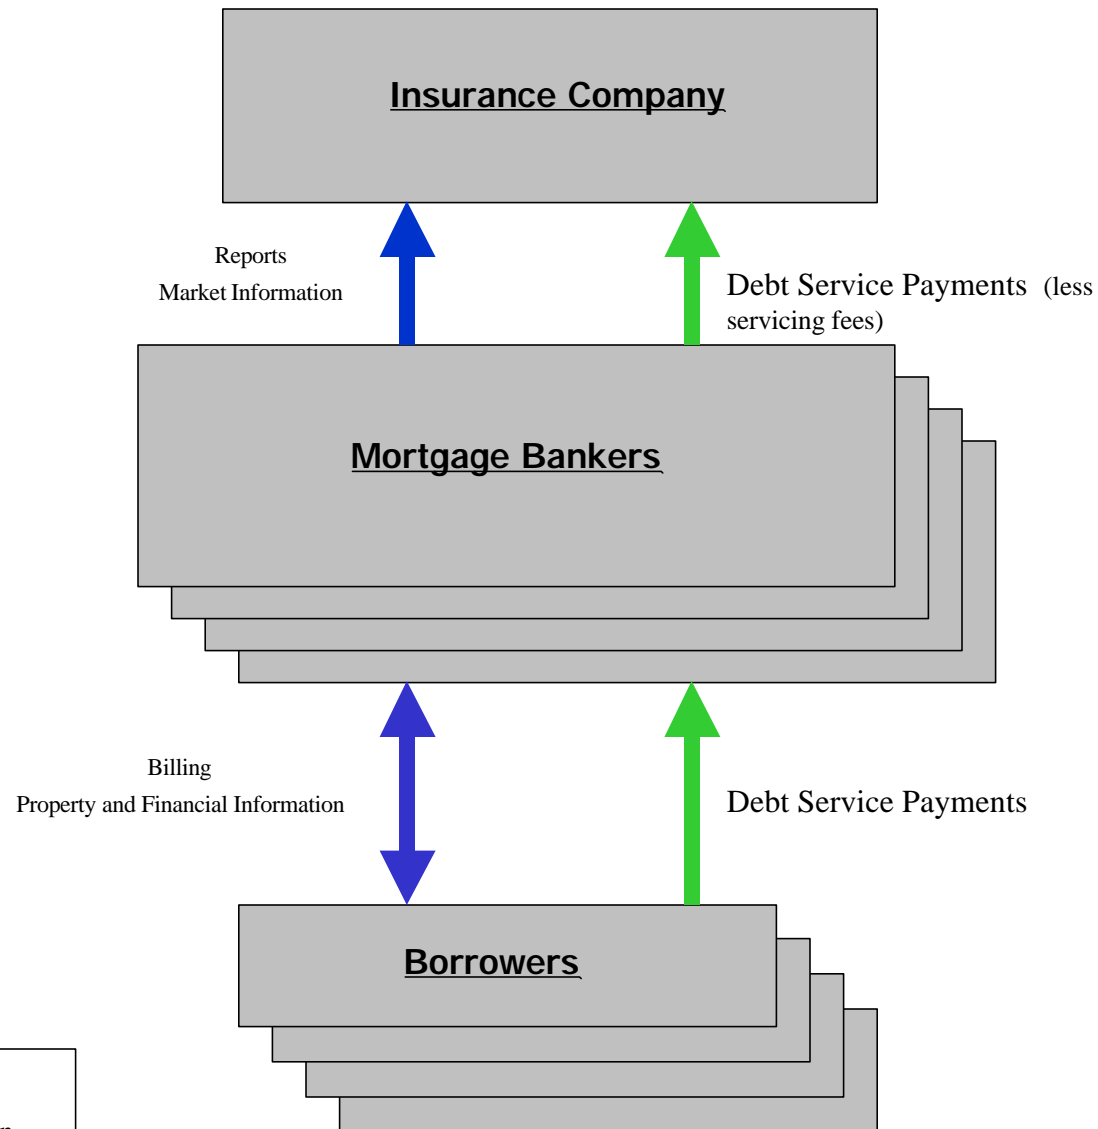 Insurance Company
Reports
Market Information
Debt Service Payments (less
servicing fees)
Mortgage Bankers
Billing
Property and Financial Information
Debt Service Payments
Borrowers